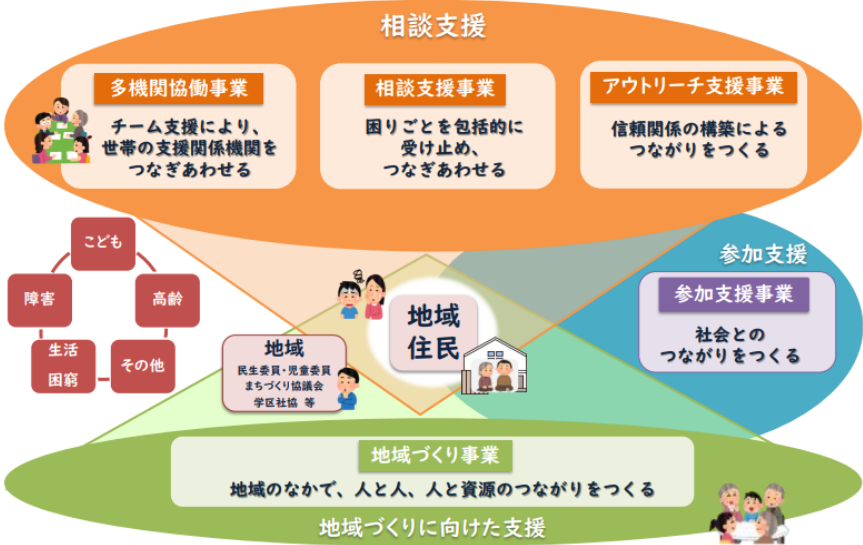 相談支援
多機関協働事業
チーム支援により、
世帯の支援関係機関を
つなぎあわせる
相談支援事業
困りごとを包括的に
受け止め、
つなぎあわせる
アウトリーチ支援事業
信頼関係の構築による
つながりをつくる
こども
障害
高齢
生活
困窮
その他
地域
住民
地域
民生委員・児童委員
まちづくり協議会
学区社協 等
参加支援
参加支援事業
社会との
つながりをつくる
地域づくり事業
地域のなかで、人と人、人と資源のつながりをつくる
地域づくりに向けた支援